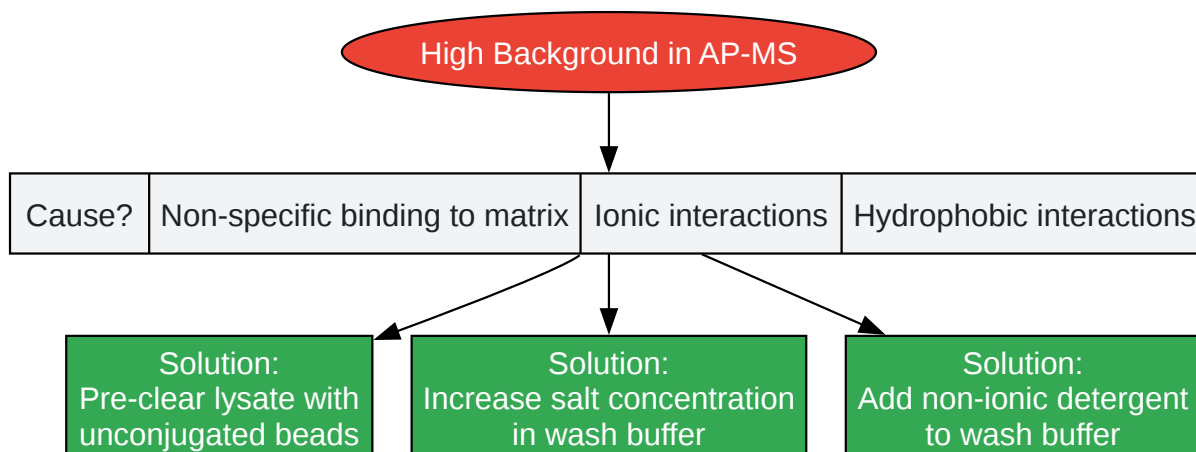 High Background in AP-MS
Cause?
Non-specific binding to matrix
Ionic interactions
Hydrophobic interactions
Solution:
Pre-clear lysate with
unconjugated beads
Solution:
Increase salt concentration
in wash buffer
Solution:
Add non-ionic detergent
to wash buffer